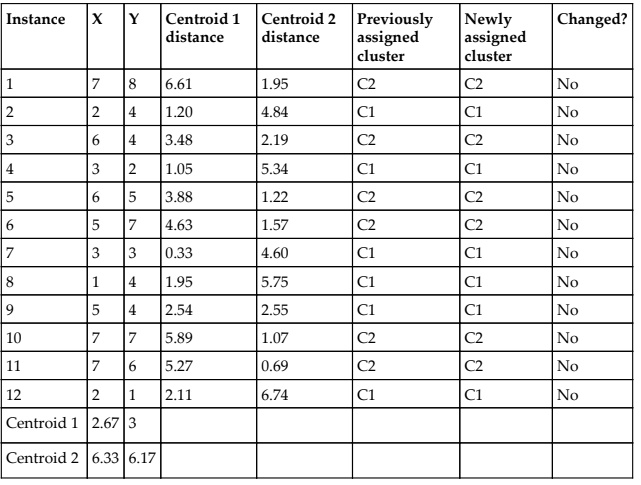 Instance X Y Centroid 1 distance Centroid 2 distance Previously assigned cluster Newly assigned cluster Changed?
1 7 8 6.61 1.95 C2 C2 No
2 2 4 1.20 4.84 C1 C1 No
3 6 4 3.48 2.19 C2 C2 No
4 3 2 1.05 5.34 C1 C1 No
5 6 5 3.88 1.22 C2 C2 No
6 5 7 4.63 1.57 C2 C2 No
7 3 3 0.33 4.60 C1 C1 No
8 1 4 1.95 5.75 C1 C1 No
9 5 4 2.54 2.55 C1 C1 No
10 7 7 5.89 1.07 C2 C2 No
11 7 6 5.27 0.69 C2 C2 No
12 2 1 2.11 6.74 C1 C1 No
Centroid 1 2.67 3
Centroid 2 6.33 6.17